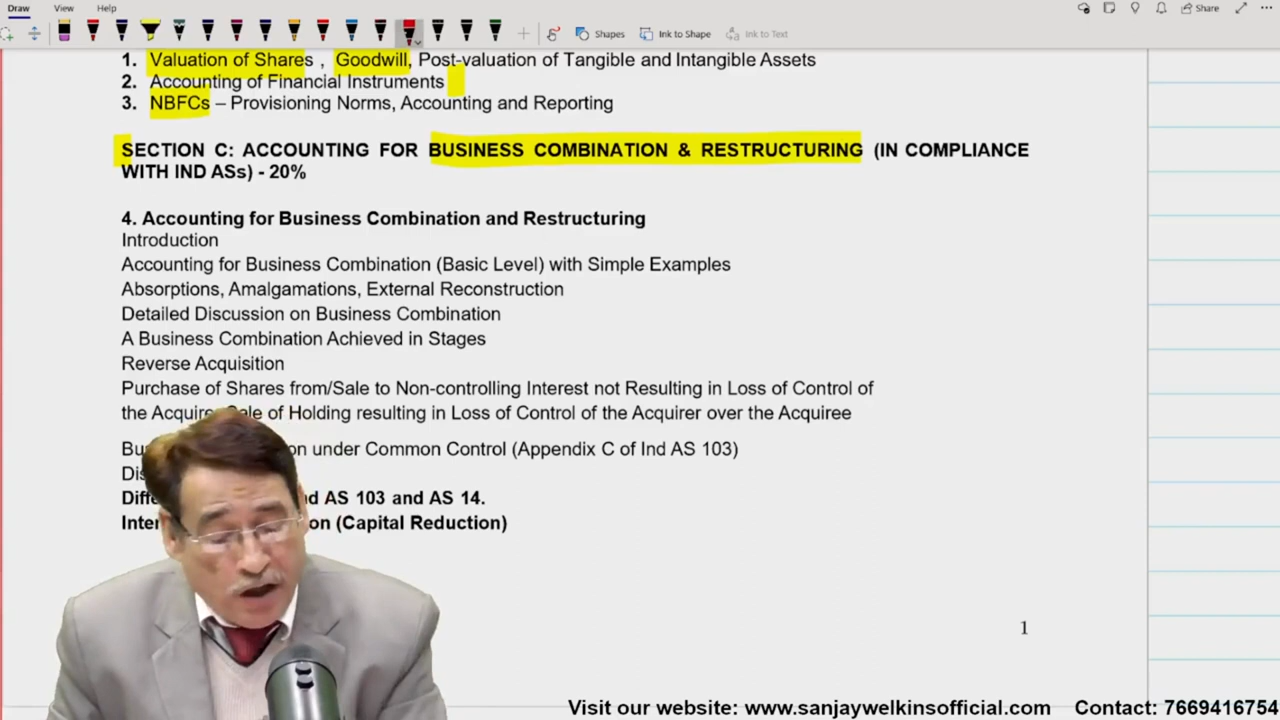 Draw View Help
Share
Shapes Ink to Shape Ink to Text
1. Valuation of Shares , Goodwill, Post-valuation of Tangible and Intangible Assets
2. Accounting of Financial Instruments
3. NBFCs – Provisioning Norms, Accounting and Reporting
SECTION C: ACCOUNTING FOR BUSINESS COMBINATION & RESTRUCTURING (IN COMPLIANCE
WITH IND ASs) - 20%
4. Accounting for Business Combination and Restructuring
Introduction
Accounting for Business Combination (Basic Level) with Simple Examples
Absorptions, Amalgamations, External Reconstruction
Detailed Discussion on Business Combination
A Business Combination Achieved in Stages
Reverse Acquisition
Purchase of Shares from/Sale to Non-controlling Interest not Resulting in Loss of Control of
the of Holding resulting in Loss of Control of the Acquirer over the Acquiree
under Common Control (Appendix C of Ind AS 103)
AS 103 and AS 14.
(Capital Reduction)
1
Visit our website: www.sanjaywelkinsofficial.com Contact: 7669416754